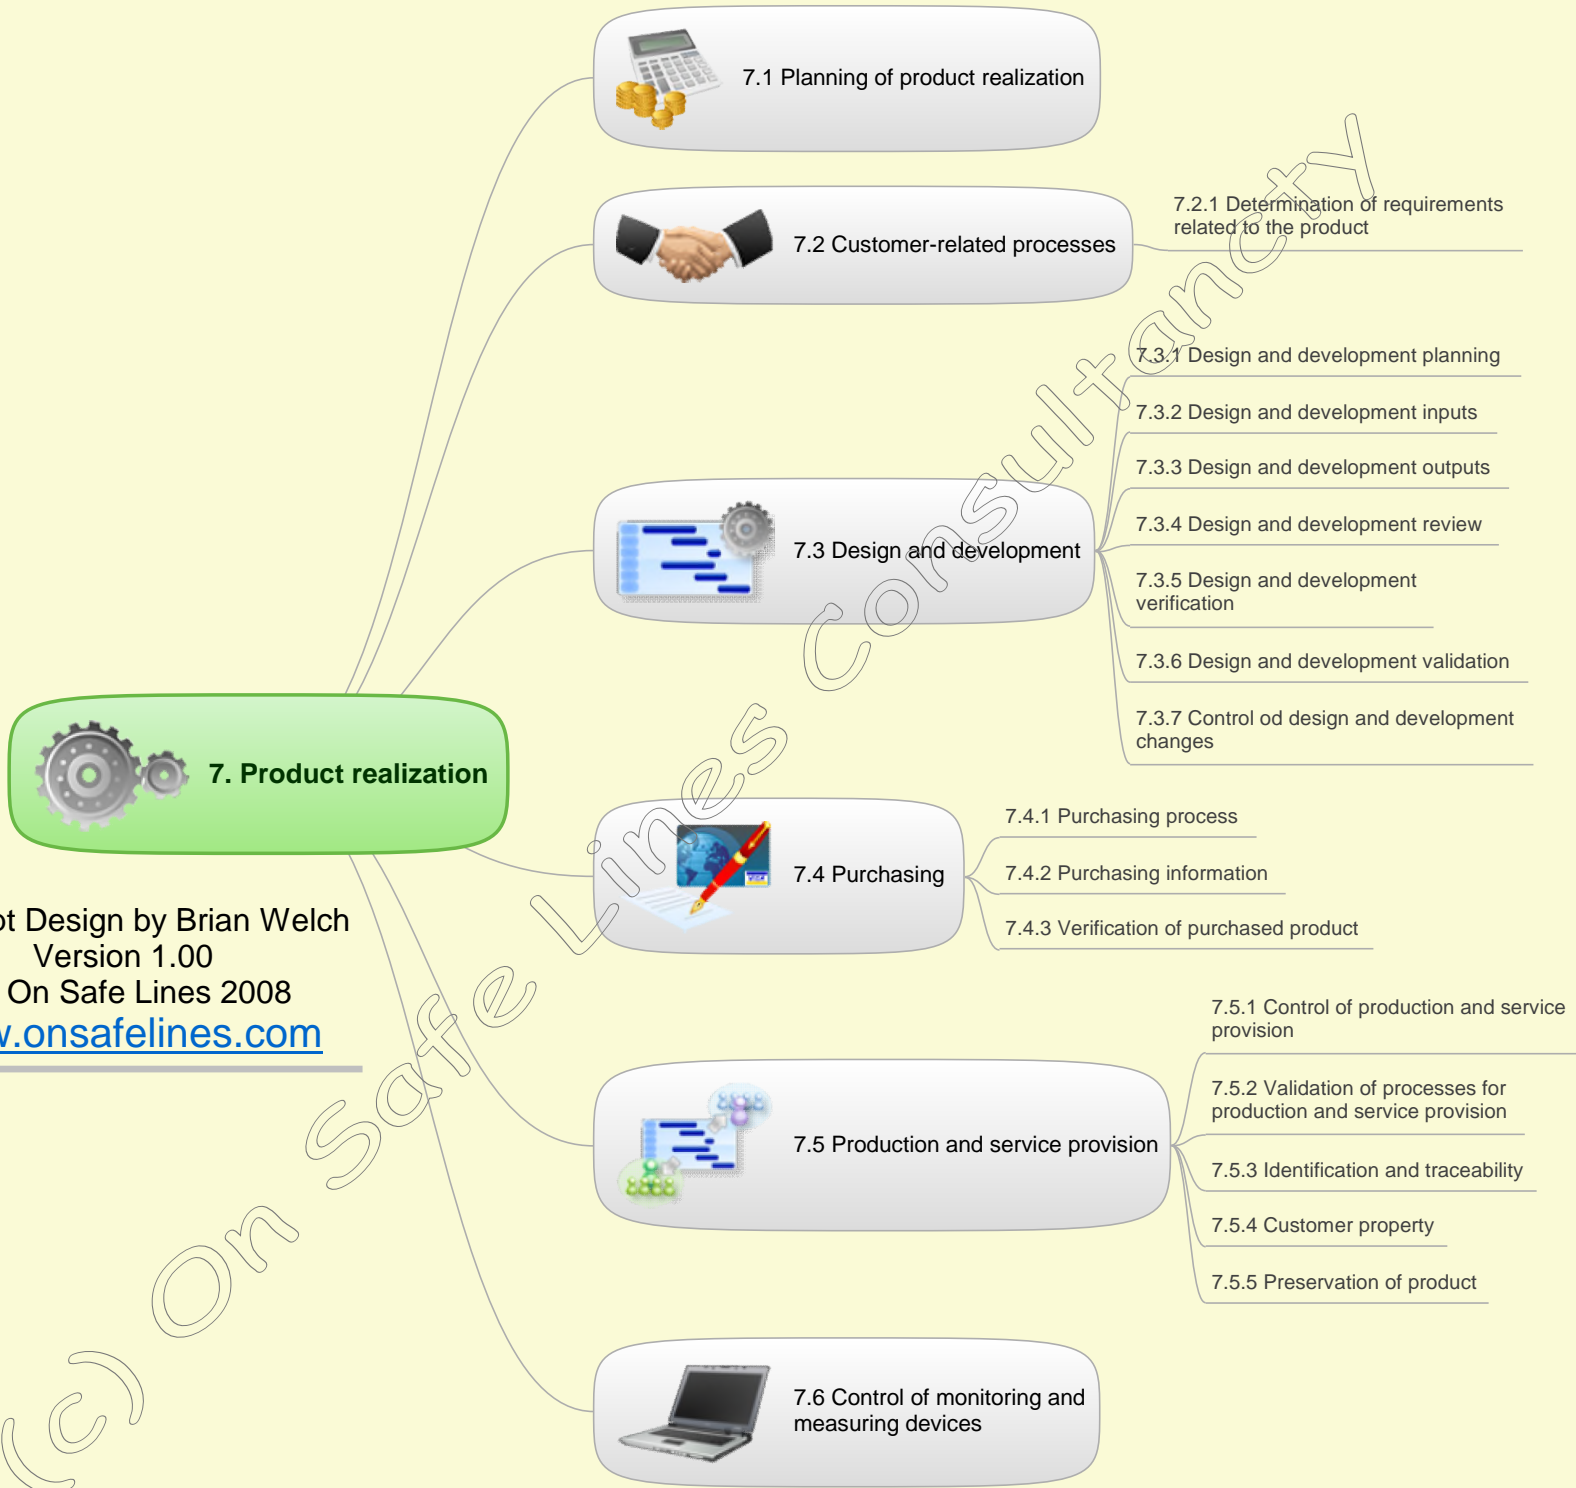 7. Product realization
ot Design by Brian Welch
Version 1.00
On Safe Lines 2008
w.onsafelines.com
7.1 Planning of product realization
7.2 Customer-related processes
7.2.1 Determination of requirements
related to the product
7.3 Design and development
7.3.1 Design and development planning
7.3.2 Design and development inputs
7.3.3 Design and development outputs
7.3.4 Design and development review
7.3.5 Design and development
verification
7.3.6 Design and development validation
7.3.7 Control od design and development
changes
7.4 Purchasing
VISA
7.4.1 Purchasing process
7.4.2 Purchasing information
7.4.3 Verification of purchased product
7.5 Production and service provision
7.5.1 Control of production and service
provision
7.5.2 Validation of processes for
production and service provision
7.5.3 Identification and traceability
7.5.4 Customer property
7.5.5 Preservation of product
7.6 Control of monitoring and
measuring devices
(c) On Safe Lines Consultancty